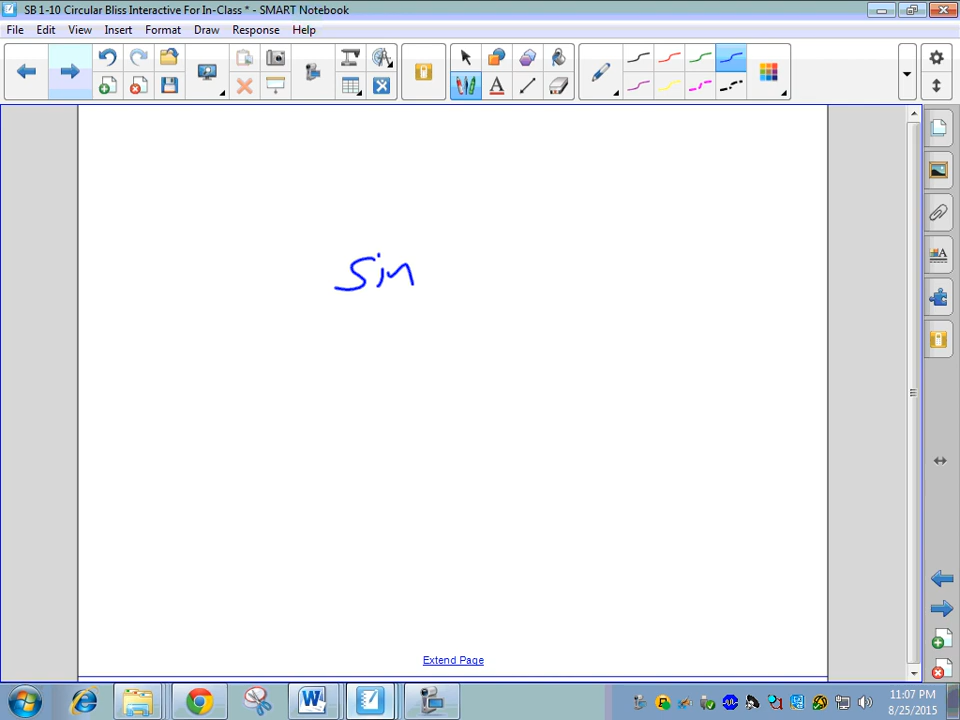 SB 1-10 Circular Bliss Interactive For In-Class * - SMART Notebook
File Edit View Insert Format Draw Response Help
Sin
Extend Page
11:07 PM
8/25/2015